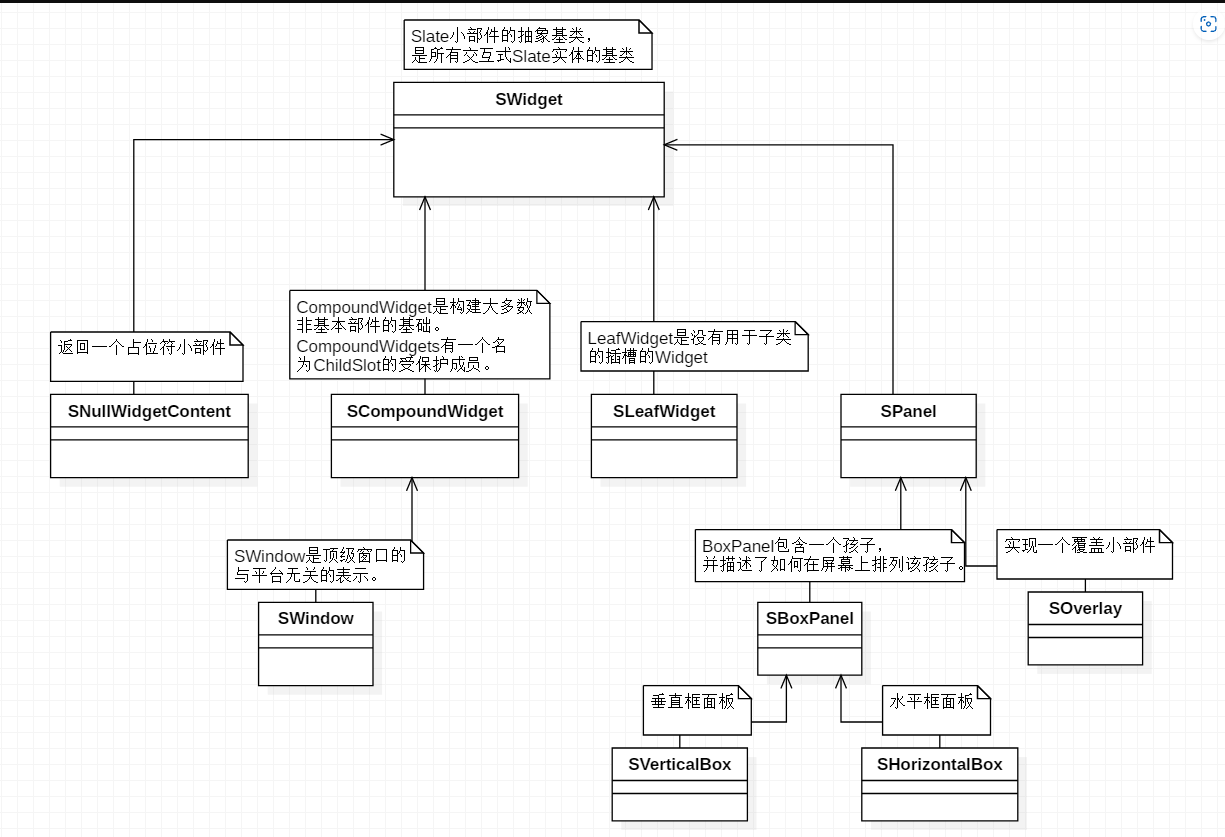 Slate小部件的抽象基类，
是所有交互式Slate实体的基类
SWidget
返回一个占位符小部件
CompoundWidget是构建大多数
非基本部件的基础。
CompoundWidgets有一个名
为ChildSlot的受保护成员。
LeafWidget是没有用于子类
的插槽的Widget
SNullWidgetContent
SCompoundWidget
SLeafWidget
SPanel
SWindow是顶级窗口的
与平台无关的表示。
BoxPanel包含一个孩子，
并描述了如何在屏幕上排列该孩子。
实现一个覆盖小部件
SWindow
SBoxPanel
SOverlay
垂直框面板
水平框面板
SVerticalBox
SHorizontalBox